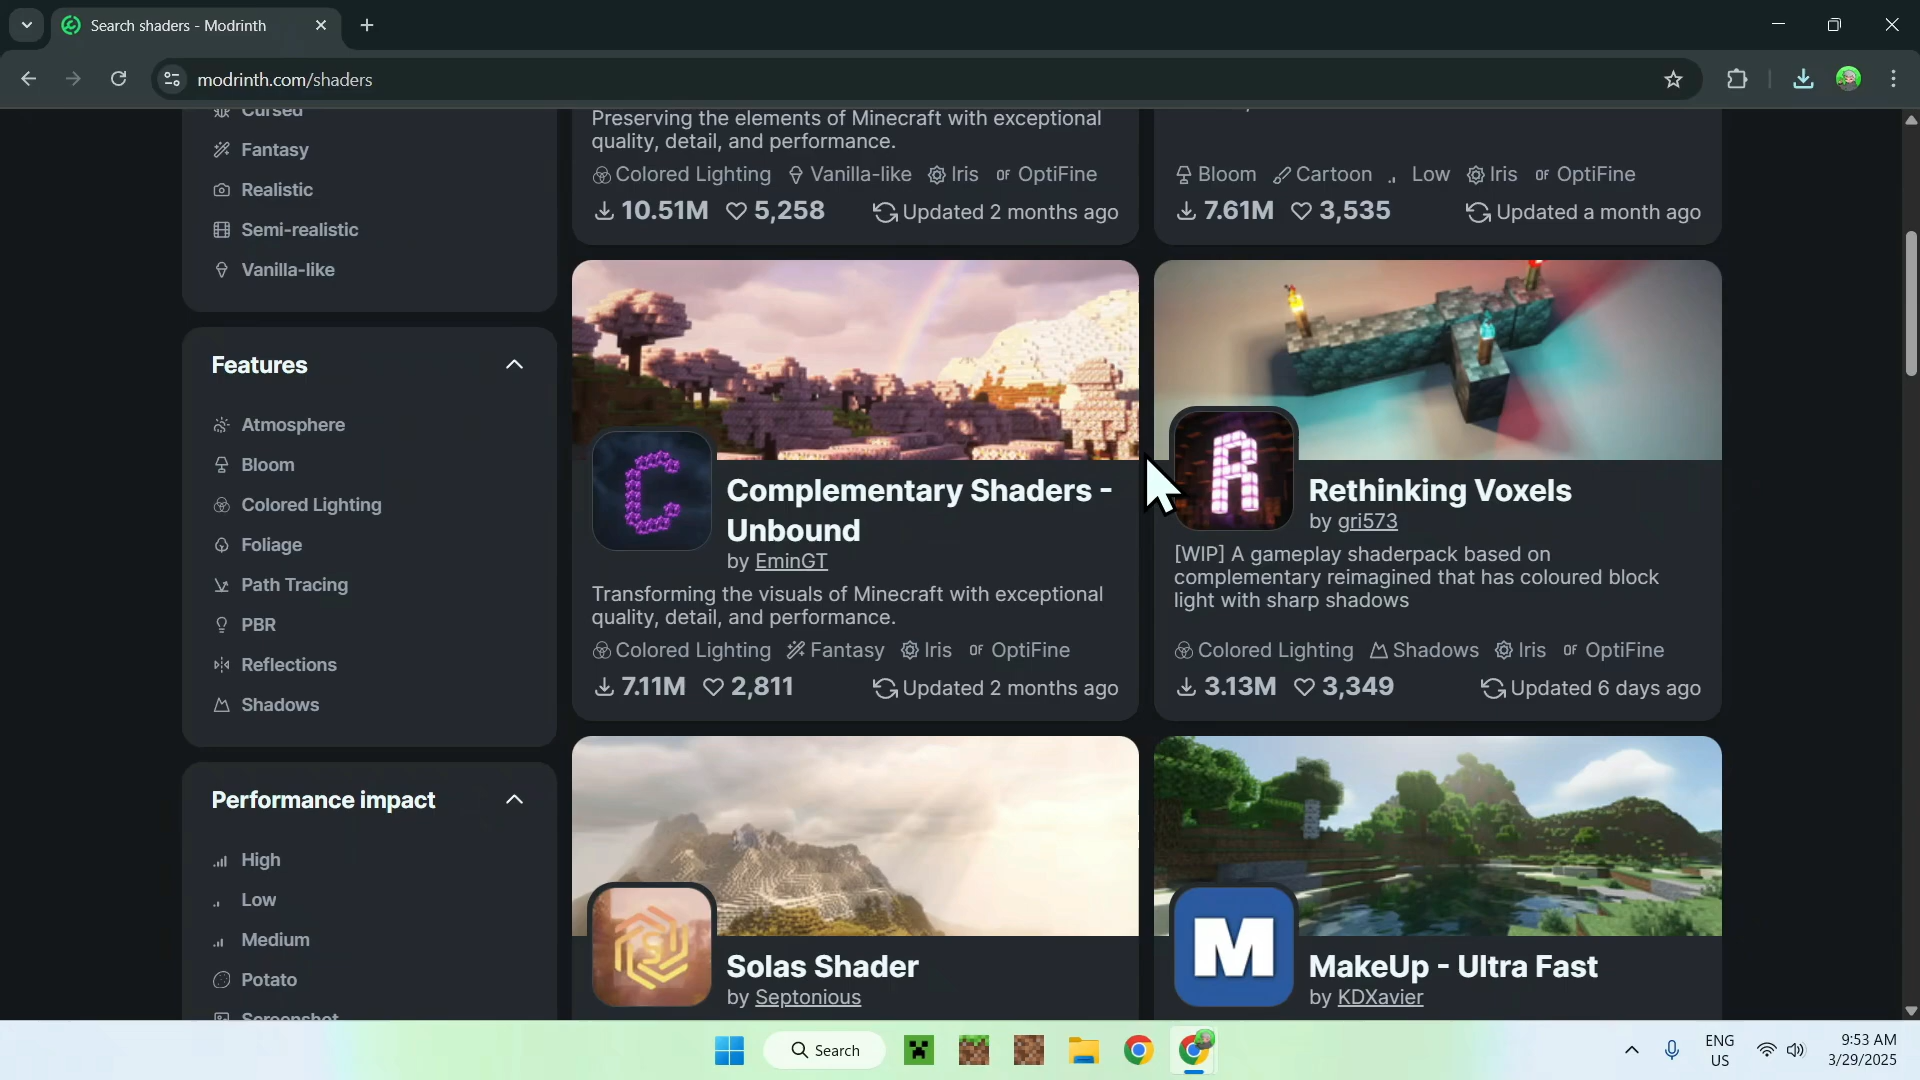 Search shaders - Modrinth
modrinth.com/shaders
Cursed
Fantasy
Realistic
Semi-realistic
Vanilla-like
Features
Atmosphere
Bloom
Colored Lighting
Foliage
Path Tracing
PBR
Reflections
Shadows
Performance impact
High
Low
Medium
Potato
Screenshot
Preserving the elements of Minecraft with exceptional
quality, detail, and performance.
Colored Lighting Vanilla-like Iris OF OptiFine
10.51M 5,258 Updated 2 months ago
Bloom Cartoon Low Iris OF OptiFine
7.61M 3,535 Updated a month ago
C
Complementary Shaders -
Unbound
by EminGT
Transforming the visuals of Minecraft with exceptional
quality, detail, and performance.
Colored Lighting Fantasy Iris OF OptiFine
7.11M 2,811 Updated 2 months ago
R
Rethinking Voxels
by gri573
[WIP] A gameplay shaderpack based on
complementary reimagined that has coloured block
light with sharp shadows
Colored Lighting Shadows Iris OF OptiFine
3.13M 3,349 Updated 6 days ago
S
Solas Shader
by Septonious
M
MakeUp - Ultra Fast
by KDXavier
Search
ENG
US
9:53 AM
3/29/2025